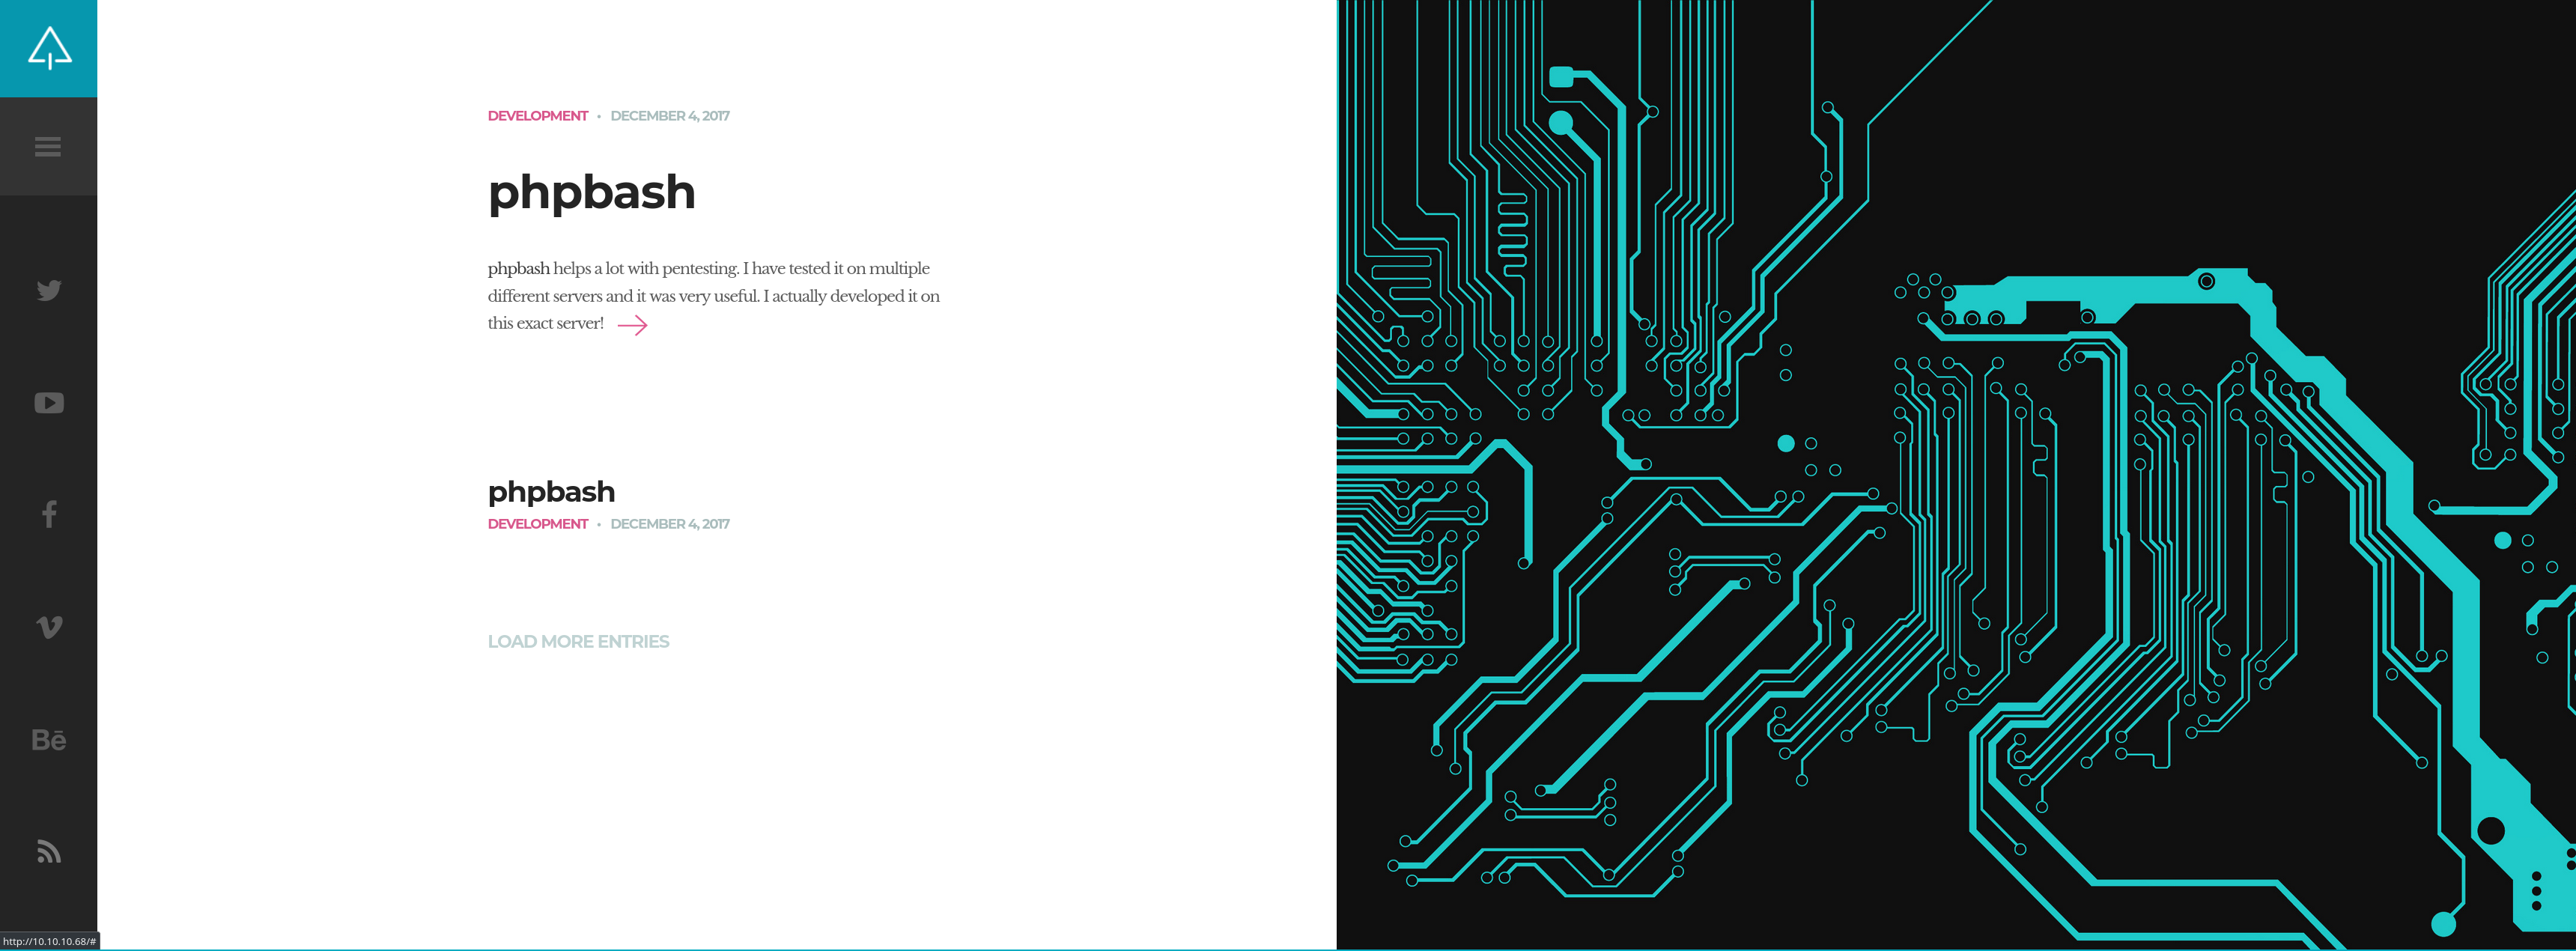 DEVELOPMENT • DECEMBER 4, 2017
phpbash
phpbash helps a lot with pentesting. I have tested it on multiple
different servers and it was very useful. I actually developed it on
this exact server!
phpbash
DEVELOPMENT • DECEMBER 4, 2017
LOAD MORE ENTRIES
Bē
http://10.10.10.68/#